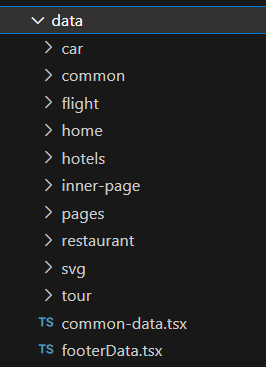 data
car
common
flight
home
hotels
inner-page
pages
restaurant
svg
tour
TS common-data.tsx
TS footerData.tsx